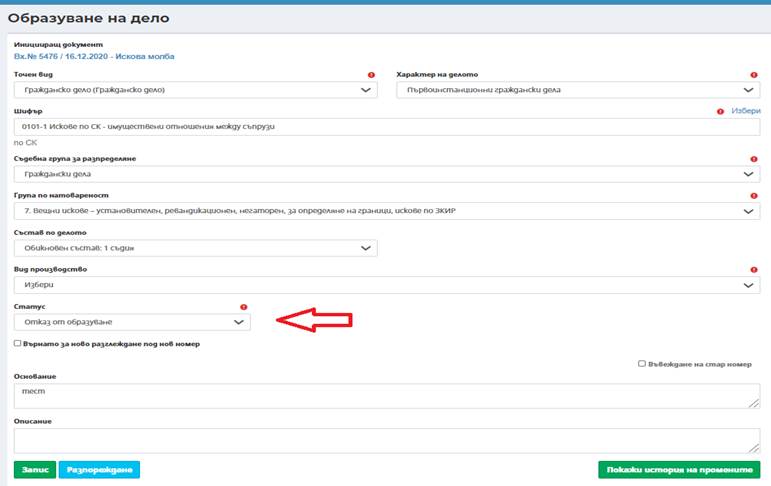 Образуване на дело
Иницииращ документ
Вх.№ 5476 / 16.12.2020 - Искова молба
Точен вид
Характер на делото
Гражданско дело (Гражданско дело)
Първоинстанционни граждански дела
Шифър
Избери
0101-1 Искове по СК - имуществени отношения между съпрузи
по СК
Съдебна група за разпределяне
Граждански дела
Група по натовареност
7. Вещни искове – установителен, ревандикационен, негаторен, за определяне на граници, искове по ЗКИР
Състав по делото
Обикновен състав: 1 съдия
Вид производство
Избери
Статус
Отказ от образуване
Върнато за ново разглеждане под нов номер
Въвеждане на стар номер
Основание
тест
Описание
Запис Разпореждане Покажи история на промените